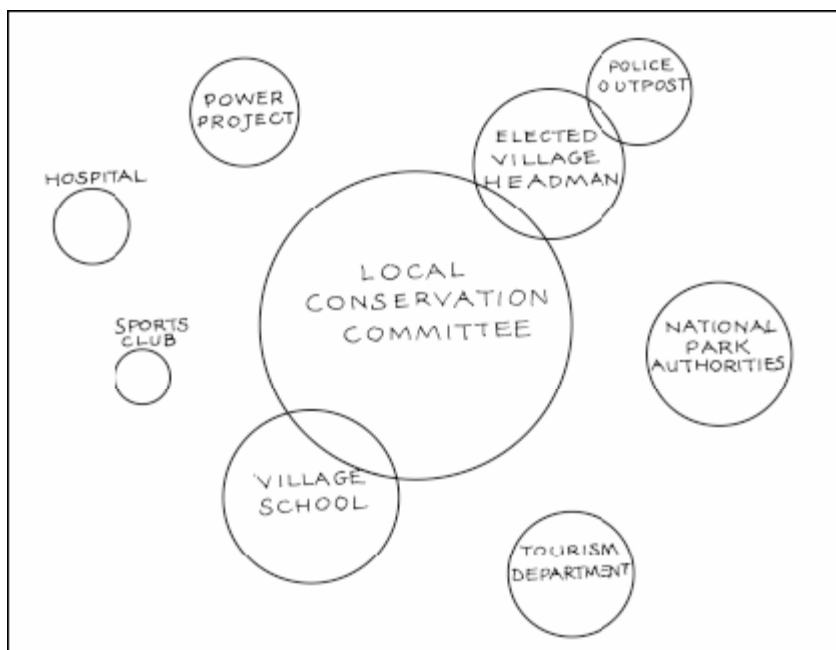 POLICE
OUTPOST
POWER
PROJECT
ELECTED
VILLAGE
HEADMAN
HOSPITAL
LOCAL
CONSERVATION
COMMITTEE
SPORTS
CLUB
NATIONAL
PARK
AUTHORITIES
VILLAGE
SCHOOL
TOURISM
DEPARTMENT